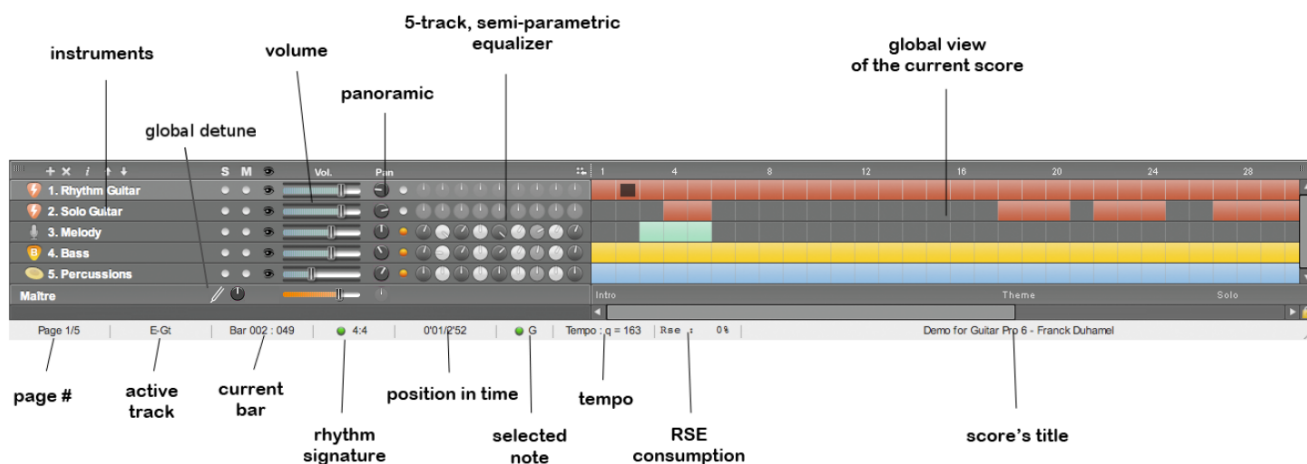 5-track, semi-parametric
equalizer
instruments
volume
global view
of the current score
panoramic
global detune
+ × i S M Vol. Pan 1 4 8 12 16 20 24 28
1. Rhythm Guitar
2. Solo Guitar
3. Melody
B 4. Bass
5. Percussions
Maître Intro Theme Solo
Page 1/5 E-Gt Bar 002 : 049 4:4 0'01/2'52 G Tempo : q = 163 Rse : 0% Demo for Guitar Pro 6 - Franck Duhamel
page #
active
track
current
bar
position in time
tempo
rhythm
signature
selected
note
RSE
consumption
score's title